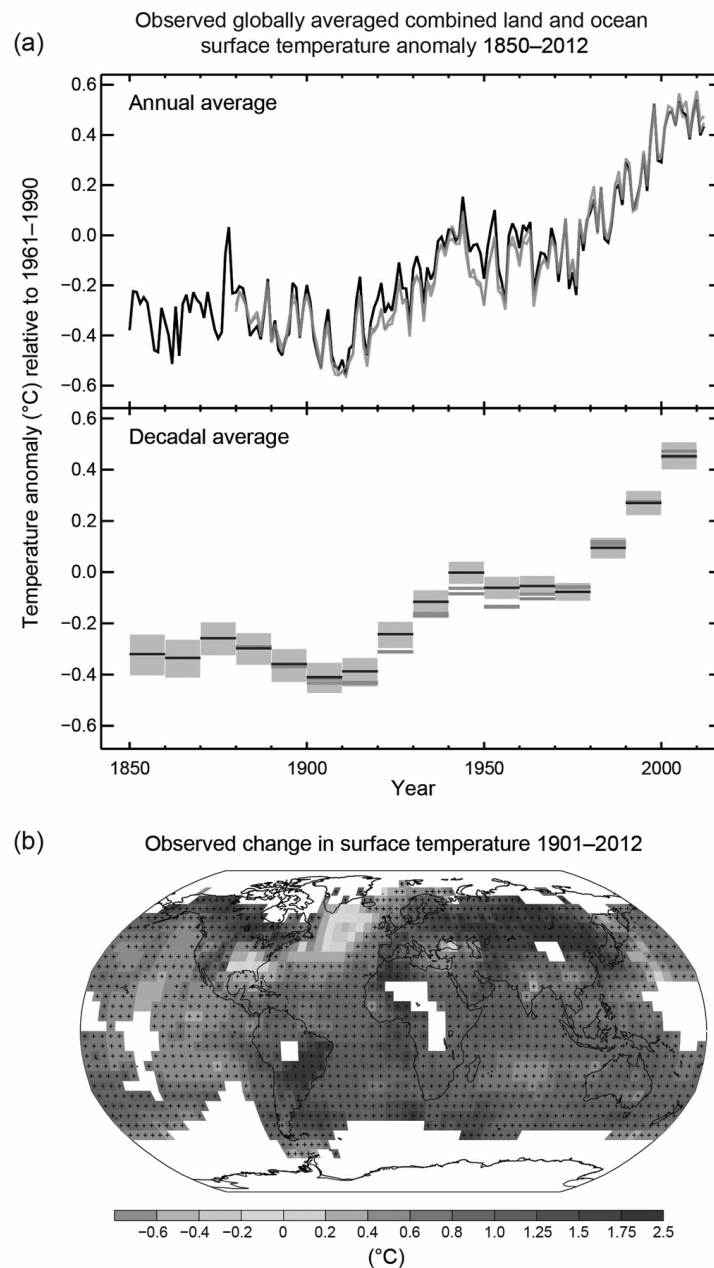 Observed globally averaged combined land and ocean
(a)
surface temperature anomaly 1850–2012
Annual average
0.6
0.4
0.2
0.0
−0.2
−0.4
−0.6
Temperature anomaly (°C) relative to 1961–1990
Decadal average
0.6
0.4
0.2
0.0
−0.2
−0.4
−0.6
1850
1900
1950
2000
Year
(b)
Observed change in surface temperature 1901–2012
−0.6 −0.4 −0.2 0 0.2 0.4 0.6 0.8 1.0 1.25 1.5 1.75 2.5
(°C)